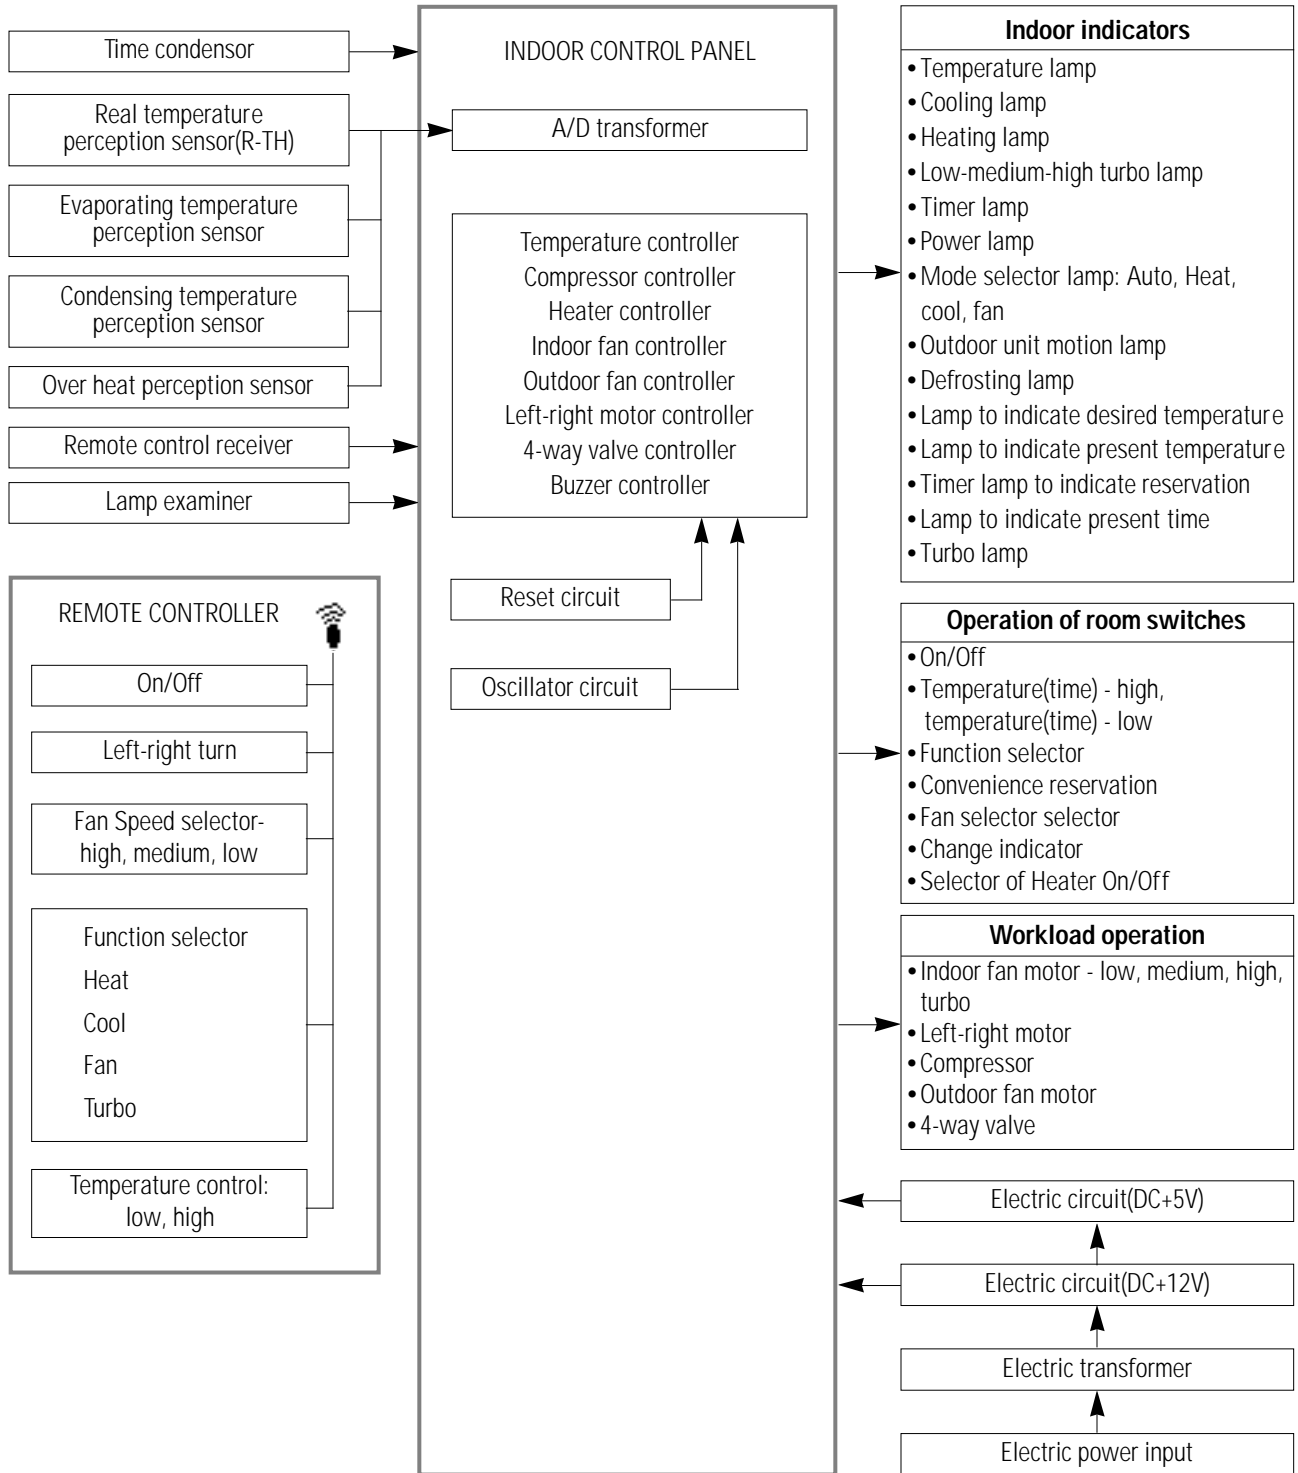 Time condensor
Real temperature
perception sensor(R-TH)
Evaporating temperature
perception sensor
Condensing temperature
perception sensor
Over heat perception sensor
Remote control receiver
Lamp examiner
REMOTE CONTROLLER
On/Off
Left-right turn
Fan Speed selector-
high, medium, low
Function selector
Heat
Cool
Fan
Turbo
Temperature control:
low, high
INDOOR CONTROL PANEL
A/D transformer
Temperature controller
Compressor controller
Heater controller
Indoor fan controller
Outdoor fan controller
Left-right motor controller
4-way valve controller
Buzzer controller
Reset circuit
Oscillator circuit
Indoor indicators
• Temperature lamp
• Cooling lamp
• Heating lamp
• Low-medium-high turbo lamp
• Timer lamp
• Power lamp
• Mode selector lamp: Auto, Heat,
cool, fan
• Outdoor unit motion lamp
• Defrosting lamp
• Lamp to indicate desired temperature
• Lamp to indicate present temperature
• Timer lamp to indicate reservation
• Lamp to indicate present time
• Turbo lamp
Operation of room switches
• On/Off
• Temperature(time) - high,
temperature(time) - low
• Function selector
• Convenience reservation
• Fan selector selector
• Change indicator
• Selector of Heater On/Off
Workload operation
• Indoor fan motor - low, medium, high,
turbo
• Left-right motor
• Compressor
• Outdoor fan motor
• 4-way valve
Electric circuit(DC+5V)
Electric circuit(DC+12V)
Electric transformer
Electric power input